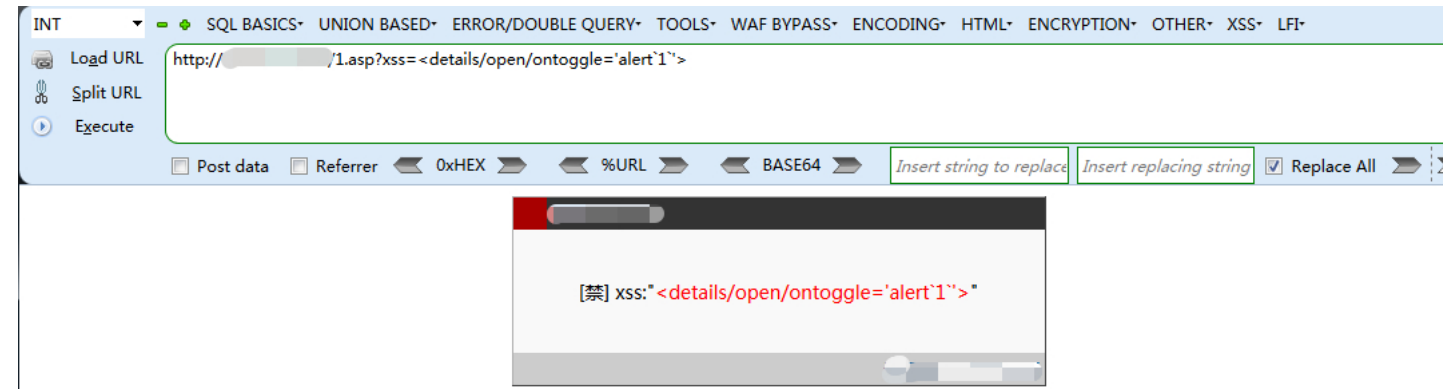 INT SQL BASICS UNION BASED ERROR/DOUBLE QUERY TOOLS WAF BYPASS ENCODING HTML ENCRYPTION OTHER XSS LFI
Load URL http:// /1.asp?xss=<details/open/ontoggle='alert`1`'>
Split URL
Execute
Post data Referrer 0xHEX %URL BASE64 Insert string to replace Insert replacing string Replace All
[禁] xss:"<details/open/ontoggle='alert`1`'>"